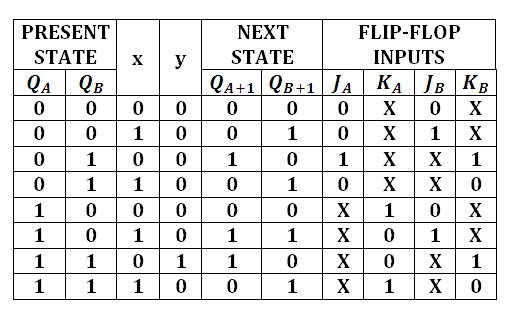 PRESENT STATE x y NEXT STATE FLIP-FLOP INPUTS
Q_A Q_B Q_{A+1} Q_{B+1} J_A K_A J_B K_B
0 0 0 0 0 0 0 X 0 X
0 0 1 0 0 1 0 X 1 X
0 1 0 0 1 0 1 X X 1
0 1 1 0 0 1 0 X X 0
1 0 0 0 0 0 X 1 0 X
1 0 1 0 1 1 X 0 1 X
1 1 0 1 1 0 X 0 X 1
1 1 1 0 0 1 X 1 X 0